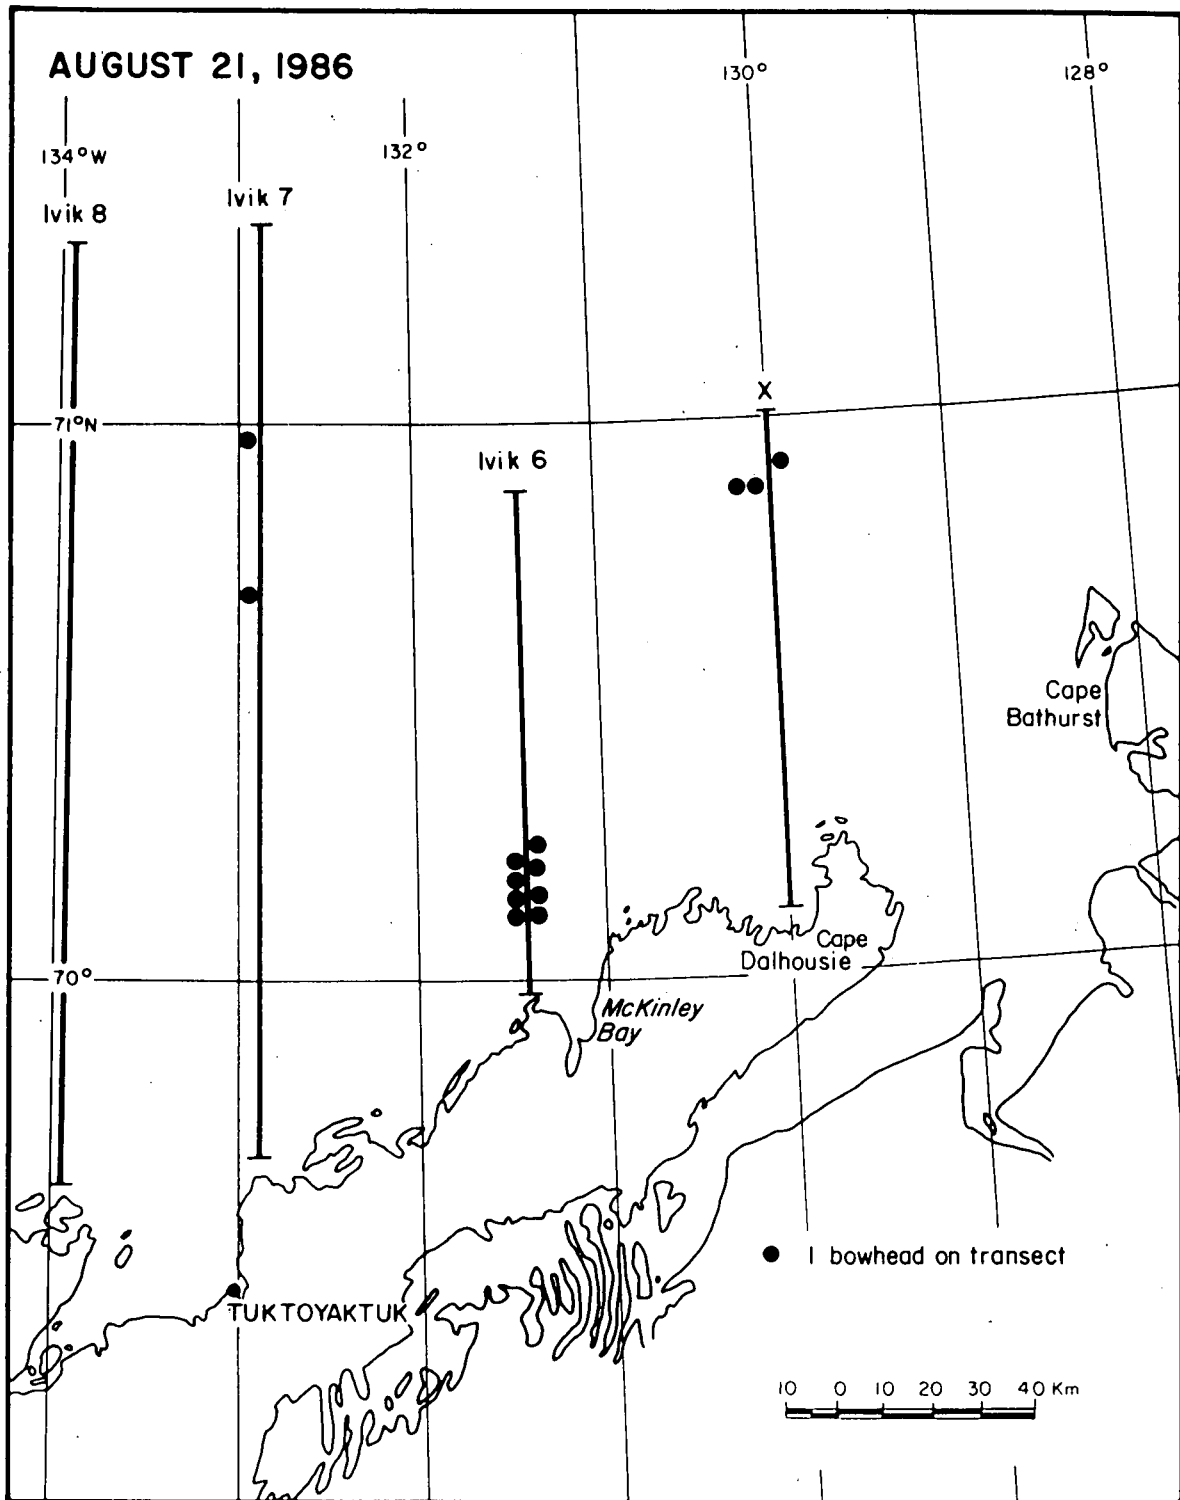 AUGUST 21, 1986
130°
128°
134°W
132°
Ivik 8
Ivik 7
X
71°N
Ivik 6
Cape
Bathurst
Cape
Dalhousie
70°
McKinley
Bay
1 bowhead on transect
TUKTOYAKTUK
10 0 10 20 30 40 Km